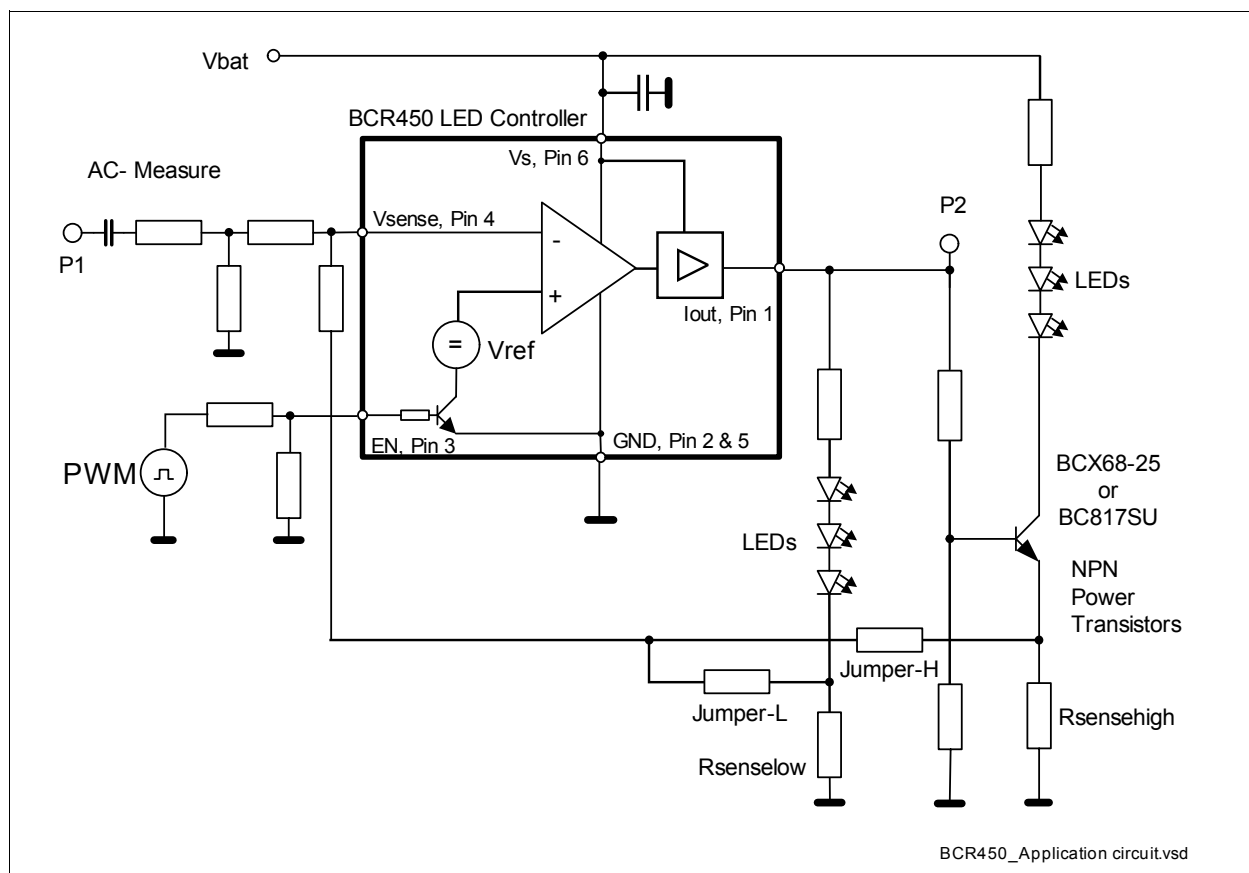 Vbat
BCR450 LED Controller
Vs, Pin 6
AC- Measure
Vsense, Pin 4
P1
P2
-
+
=
Vref
Iout, Pin 1
LEDs
EN, Pin 3
GND, Pin 2 & 5
PWM
LEDs
BCX68-25
or
BC817SU
NPN
Power
Transistors
Jumper-H
Jumper-L
Rsensehigh
Rsenselow
BCR450_Application circuit.vsd